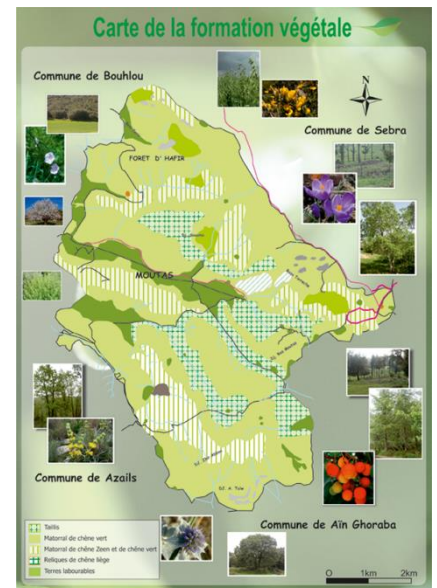 Carte de la formation végétale
Commune de Bouhlou
N
Commune de Sebra
FORET D' HAFIR
MOUTAS
Commune de Azails
Commune de Aïn Ghoraba
Taillis
Matorral de chêne vert
Matorral de chêne Zeen et de chêne vert
Reliques de chêne liège
Terres labourables
O 1km 2km